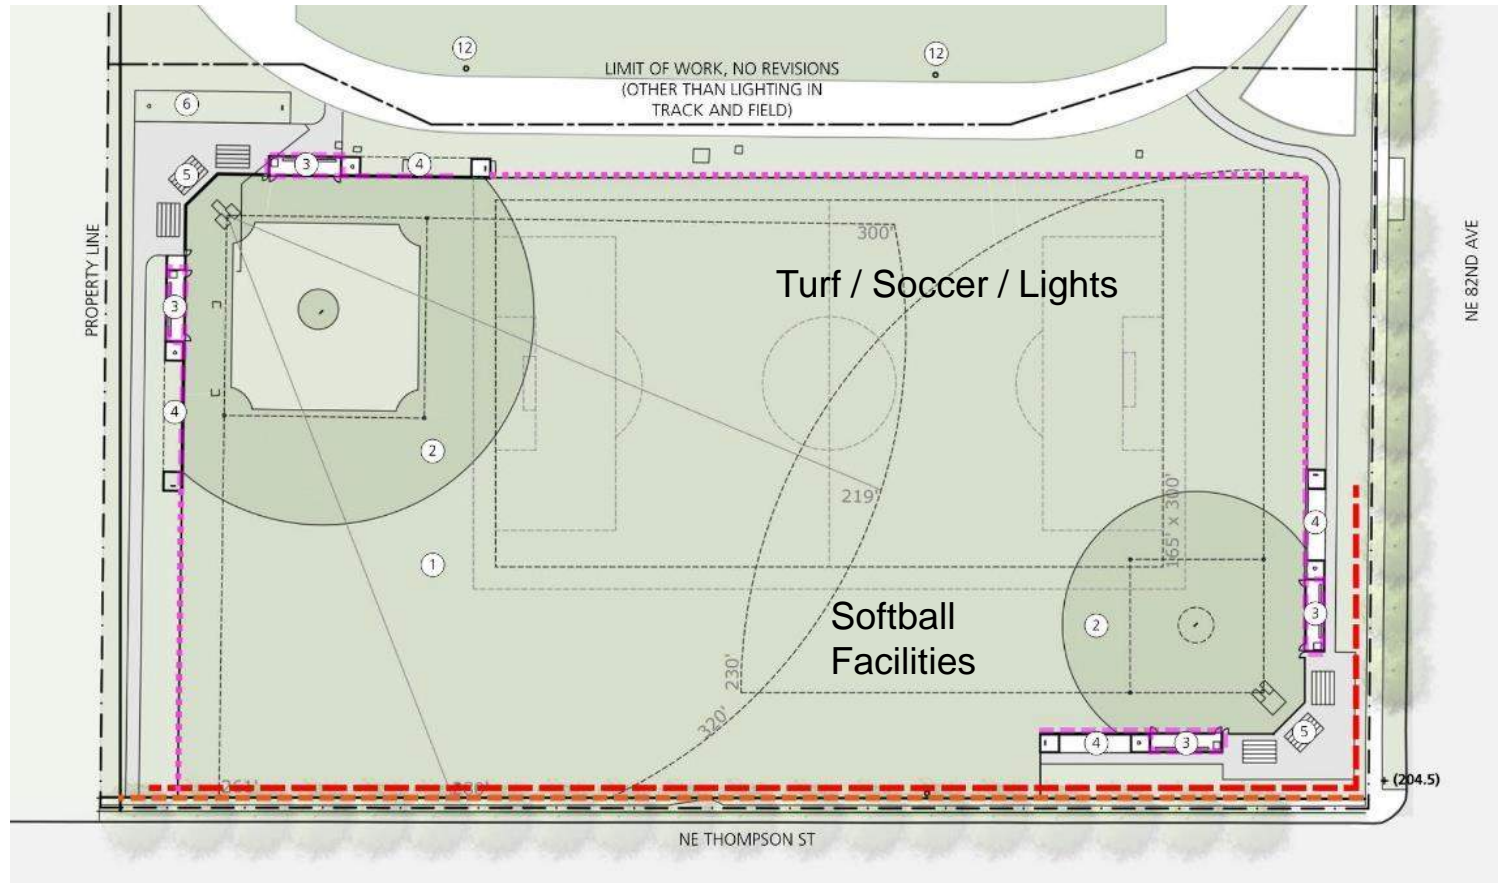 12
12
LIMIT OF WORK, NO REVISIONS
(OTHER THAN LIGHTING IN
TRACK AND FIELD)
6
3
4
5
PROPERTY LINE
300'
NE 82ND AVE
Turf / Soccer / Lights
3
4
2
219'
165' x 300'
4
1
Softball
Facilities
2
3
230'
320'
5
4
3
261'
+ (204.5)
NE THOMPSON ST